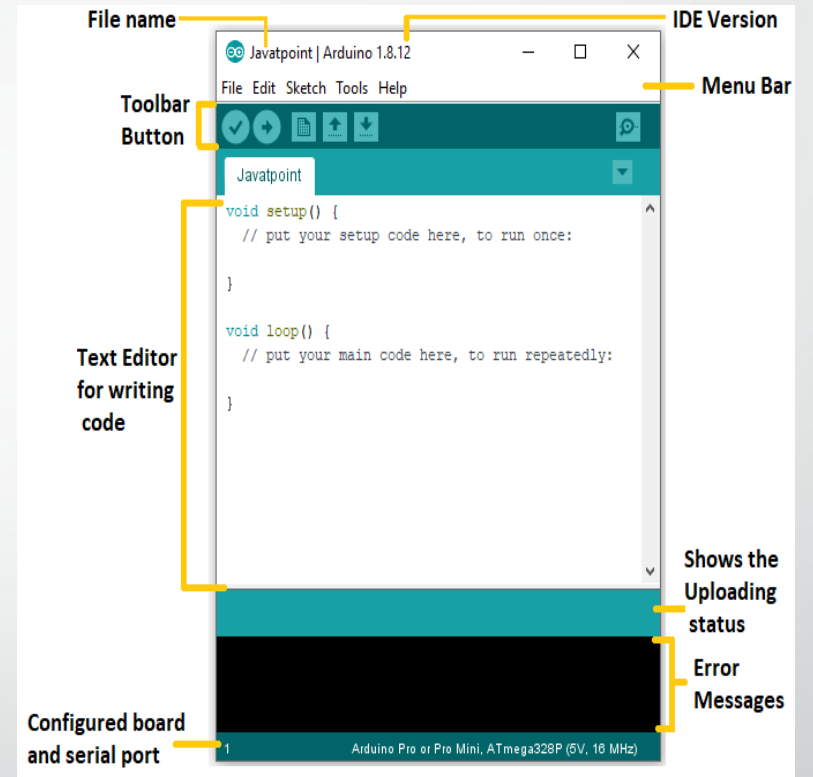 File name
IDE Version
Javatpoint | Arduino 1.8.12
File Edit Sketch Tools Help
Menu Bar
Toolbar
Button
Javatpoint
void setup() {
// put your setup code here, to run once:
}
void loop() {
// put your main code here, to run repeatedly:
}
Text Editor
for writing
code
Shows the
Uploading
status
Error
Messages
Configured board
and serial port
1
Arduino Pro or Pro Mini, ATmega328P (5V, 16 MHz)